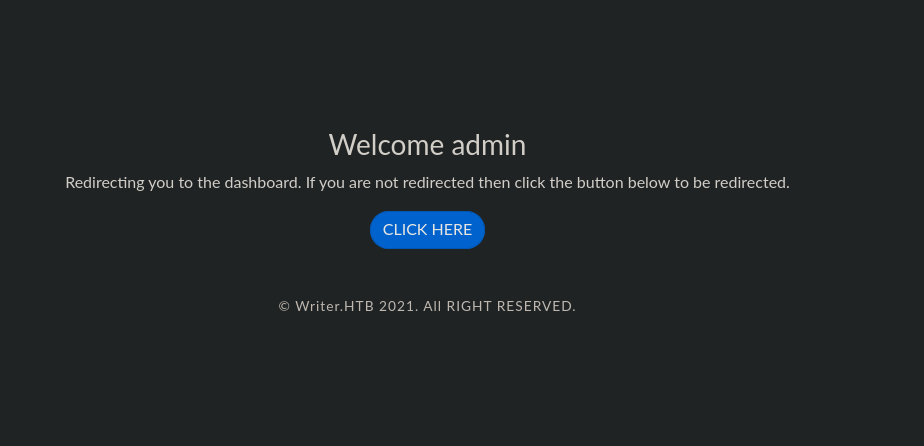 Welcome admin
Redirecting you to the dashboard. If you are not redirected then click the button below to be redirected.
CLICK HERE
© Writer.HTB 2021. All RIGHT RESERVED.